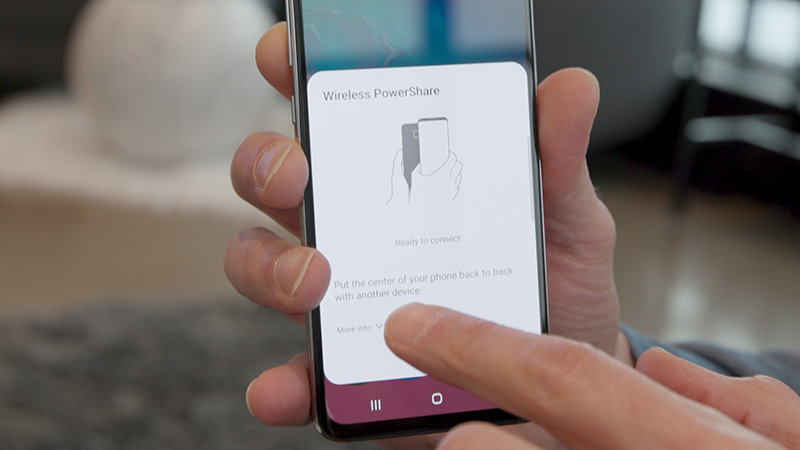 Wireless PowerShare
Ready to connect
Put the center of your phone back to back
with another device.
More info